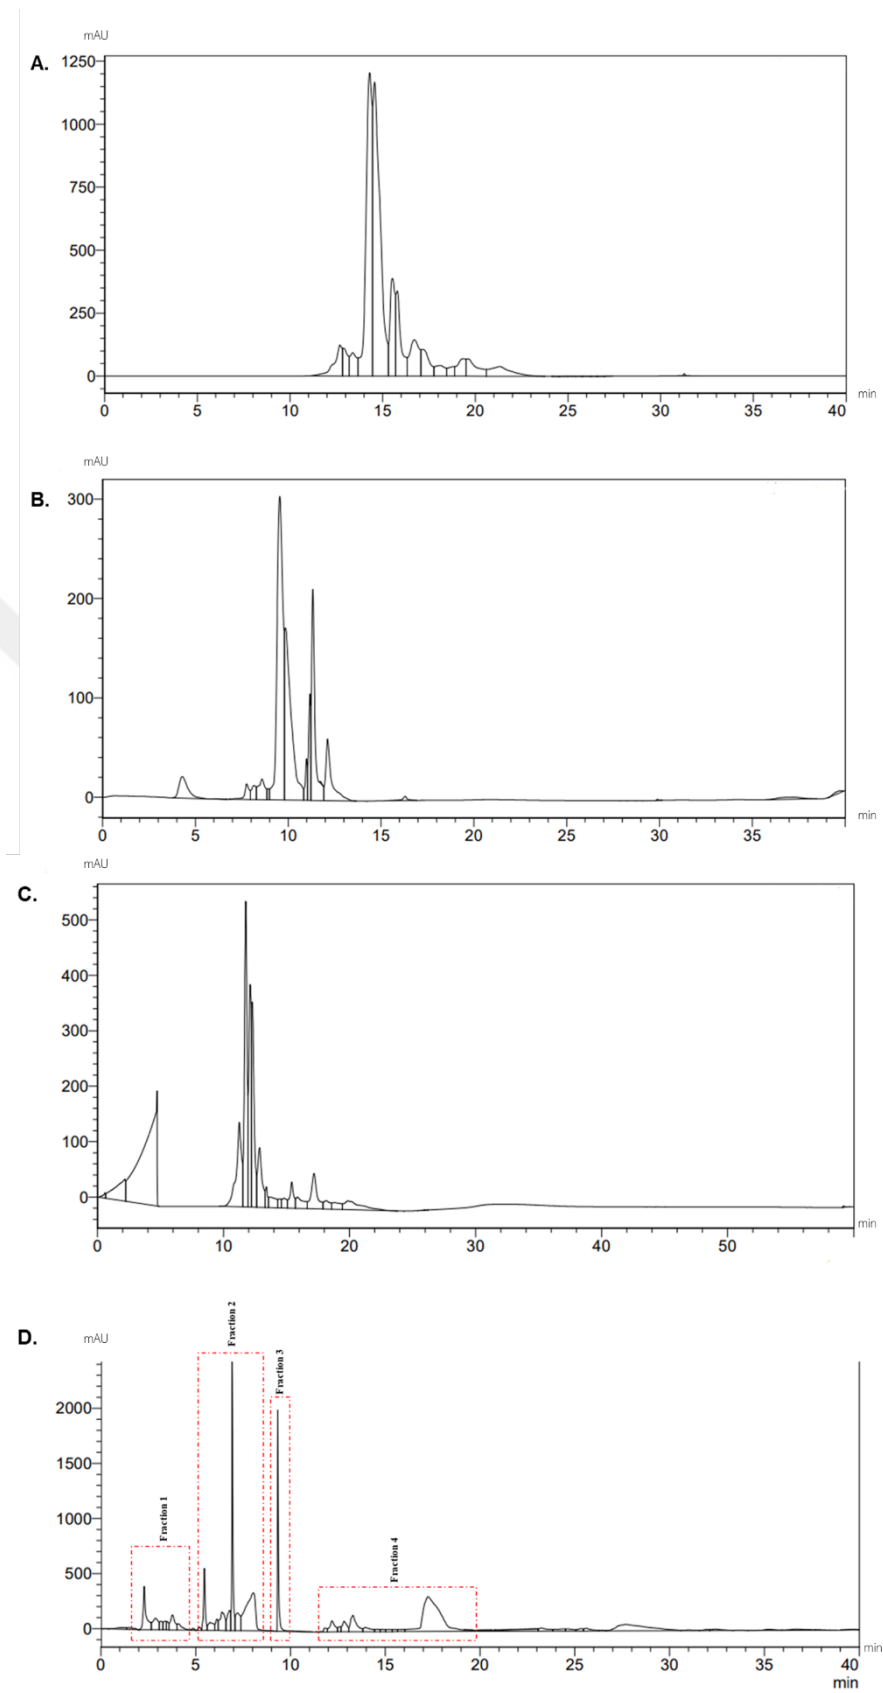 mAU
A.
1250
1000
750
500
250
0
0 5 10 15 20 25 30 35 40 min
mAU
B.
300
200
100
0
0 5 10 15 20 25 30 35 min
mAU
C.
500
400
300
200
100
0
0 10 20 30 40 50 min
D.
mAU
Fraction 1
Fraction 2
Fraction 3
Fraction 4
2000
1500
1000
500
0
0 5 10 15 20 25 30 35 40 min
min